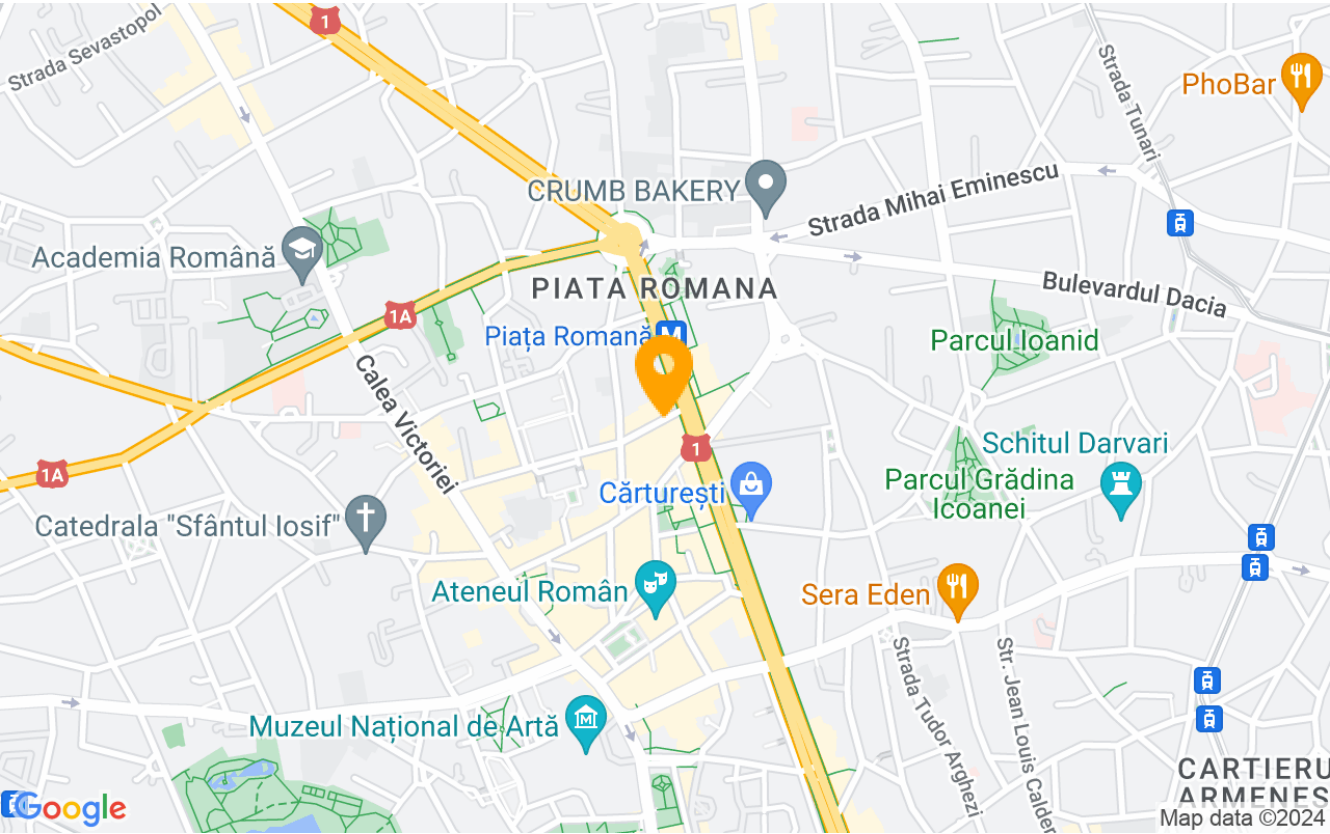 1
Strada Sevastopol
Strada Tunari
PhoBar
CRUMB BAKERY
Strada Mihai Eminescu
Academia Română
PIATA ROMANA
Bulevardul Dacia
1A
Piața Romană
Parcul Ioanid
Calea Victoriei
1
Schitul Darvari
1A
Parcul Grădina
Icoanei
Cărturești
Catedrala "Sfântul Iosif"
Ateneul Român
Sera Eden
Strada Tudor Arghezi
Str. Jean Louis Calder
Muzeul Național de Artă
M
CARTIERU
ARMENES
Google
Map data ©2024